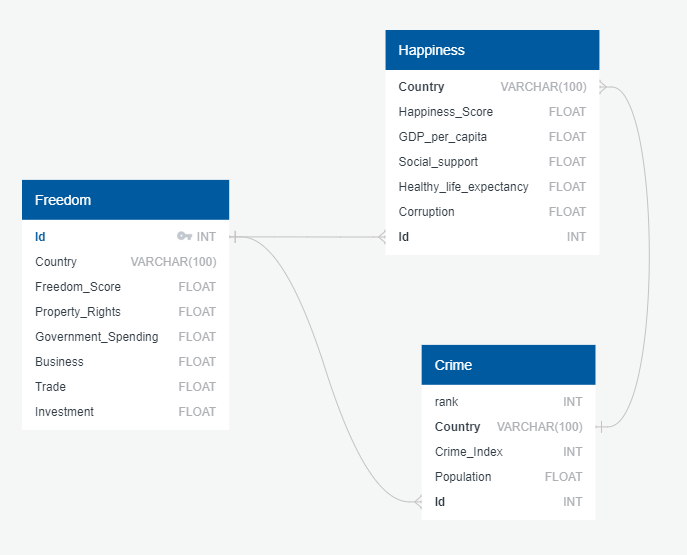 Happiness
Country VARCHAR(100)
Happiness_Score FLOAT
GDP_per_capita FLOAT
Social_support FLOAT
Healthy_life_expectancy FLOAT
Corruption FLOAT
Id INT
Freedom
Id INT
Country VARCHAR(100)
Freedom_Score FLOAT
Property_Rights FLOAT
Government_Spending FLOAT
Business FLOAT
Trade FLOAT
Investment FLOAT
Crime
rank INT
Country VARCHAR(100)
Crime_Index INT
Population FLOAT
Id INT